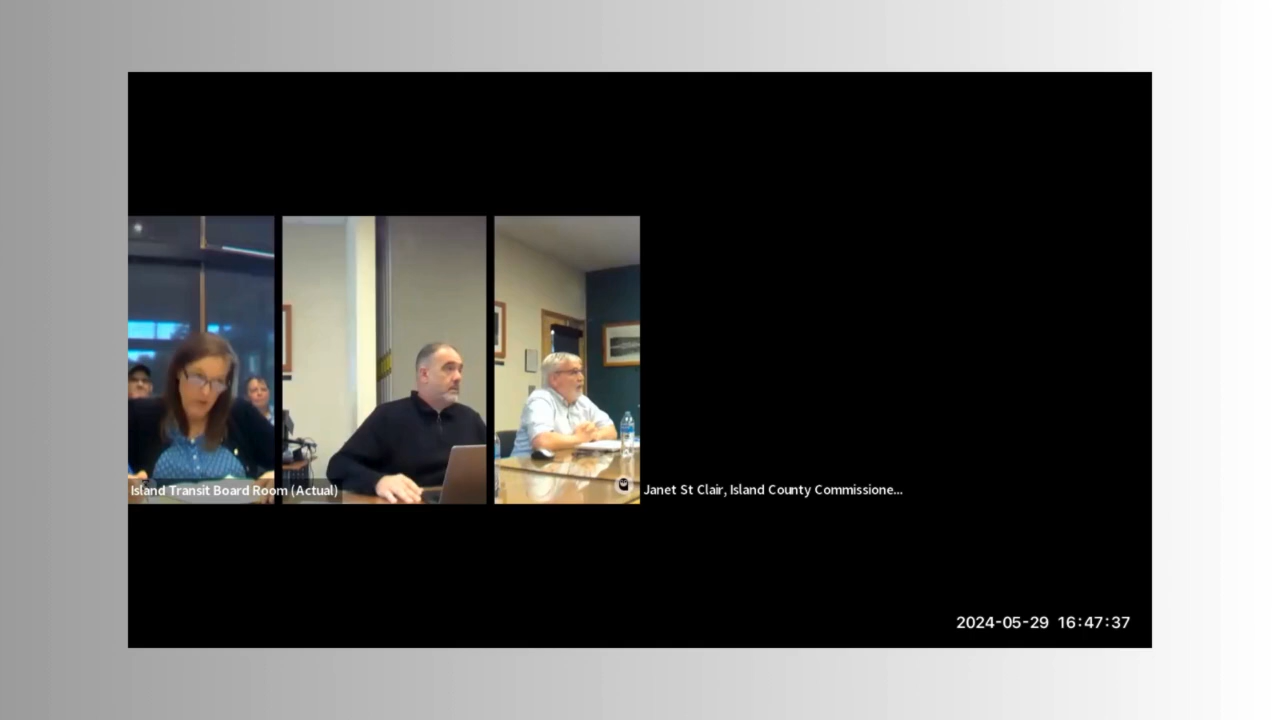 Island Transit Board Room (Actual)
Janet St Clair, Island County Commissione...
2024-05-29 16:47:37